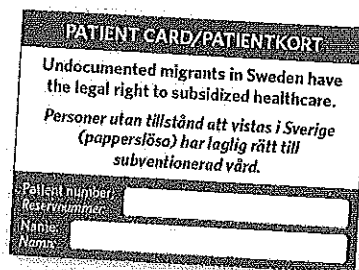 PATIENT CARD/PATIENTKORT
Undocumented migrants in Sweden have
the legal right to subsidized healthcare.
Personer utan tillstånd att vistas i Sverige
(papperslösa) har laglig rätt till
subventionerad vård.
Patient number:
Reservnummer:
Name:
Namn: